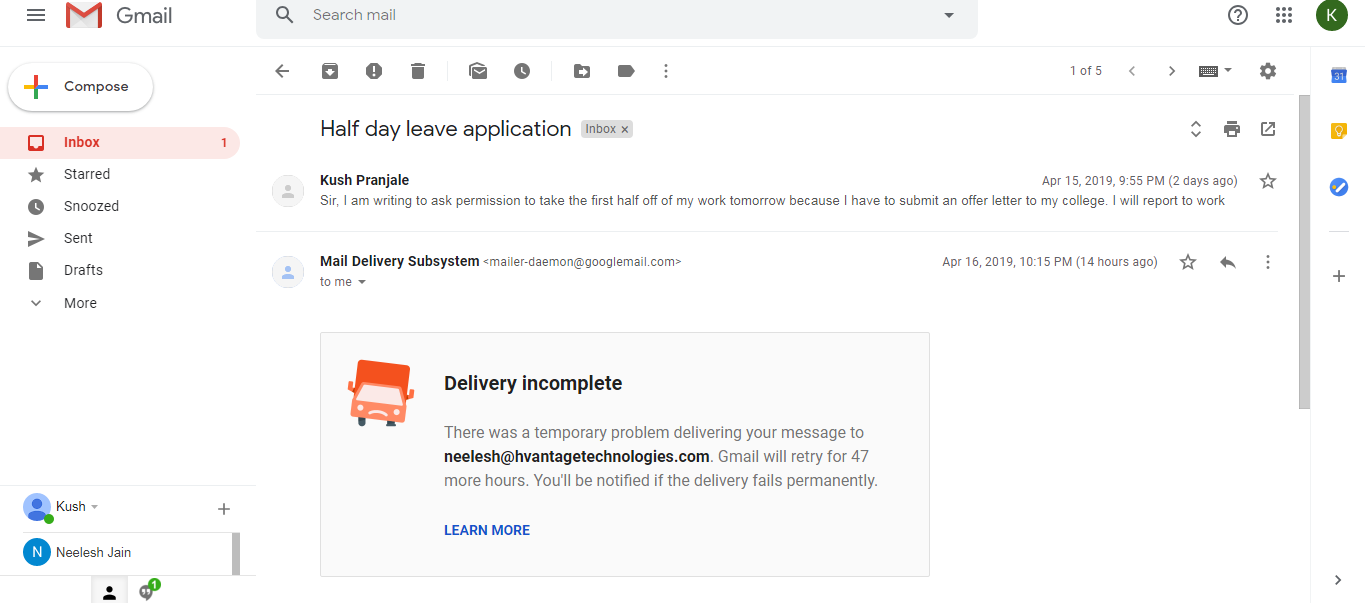 Gmail
Search mail
K
Compose
1 of 5
31
Inbox 1
Half day leave application Inbox ×
Starred
Kush Pranjale Apr 15, 2019, 9:55 PM (2 days ago)
Sir, I am writing to ask permission to take the first half off of my work tomorrow because I have to submit an offer letter to my college. I will report to work
Snoozed
Sent
Mail Delivery Subsystem <mailer-daemon@googlemail.com> Apr 16, 2019, 10:15 PM (14 hours ago)
Drafts
to me
More
Delivery incomplete
There was a temporary problem delivering your message to
neelesh@hvantagetechnologies.com. Gmail will retry for 47
more hours. You'll be notified if the delivery fails permanently.
LEARN MORE
Kush
N Neelesh Jain
1